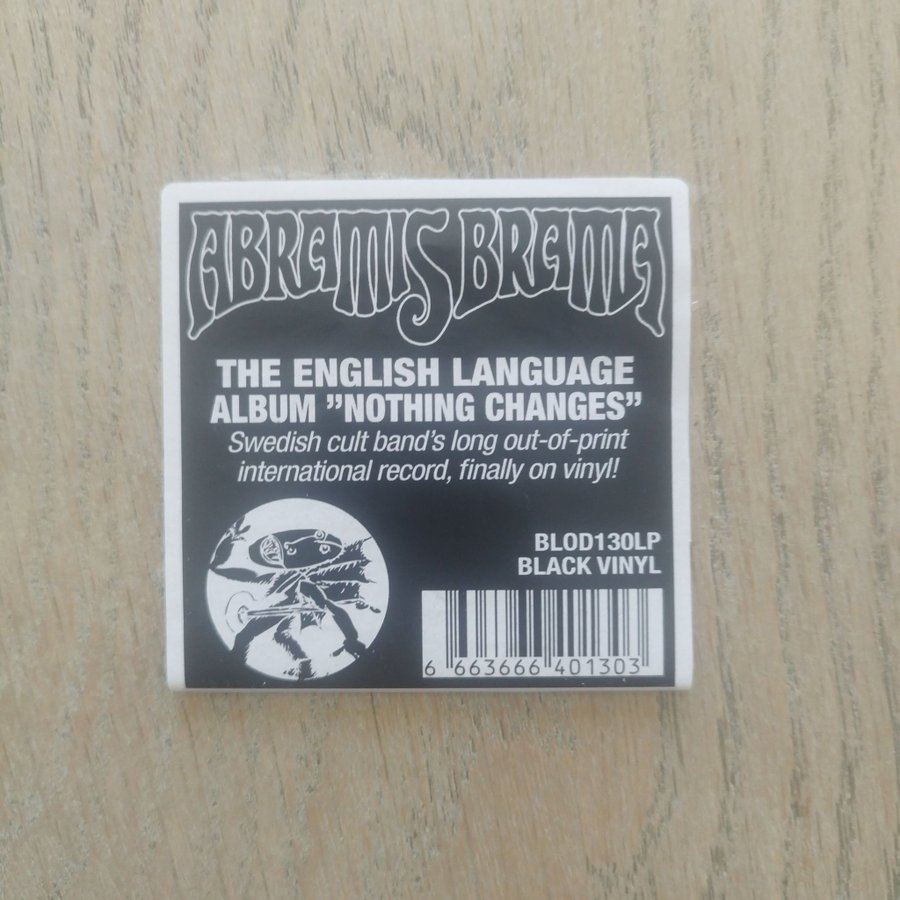 ABRAMIS BRAMA
THE ENGLISH LANGUAGE
ALBUM ”NOTHING CHANGES”
Swedish cult band's long out-of-print
international record, finally on vinyl!
BLOD130LP
BLACK VINYL
6 663666 401303